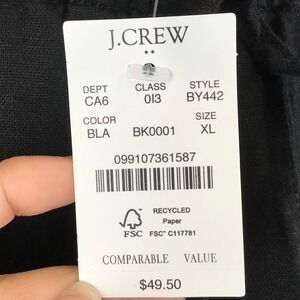 J.CREW
DEPT CLASS STYLE
CA6 013 BY442
COLOR SIZE
BLA BK0001 XL
099107361587
RECYCLED
Paper
FSC FSC® C117781
COMPARABLE VALUE
$49.50